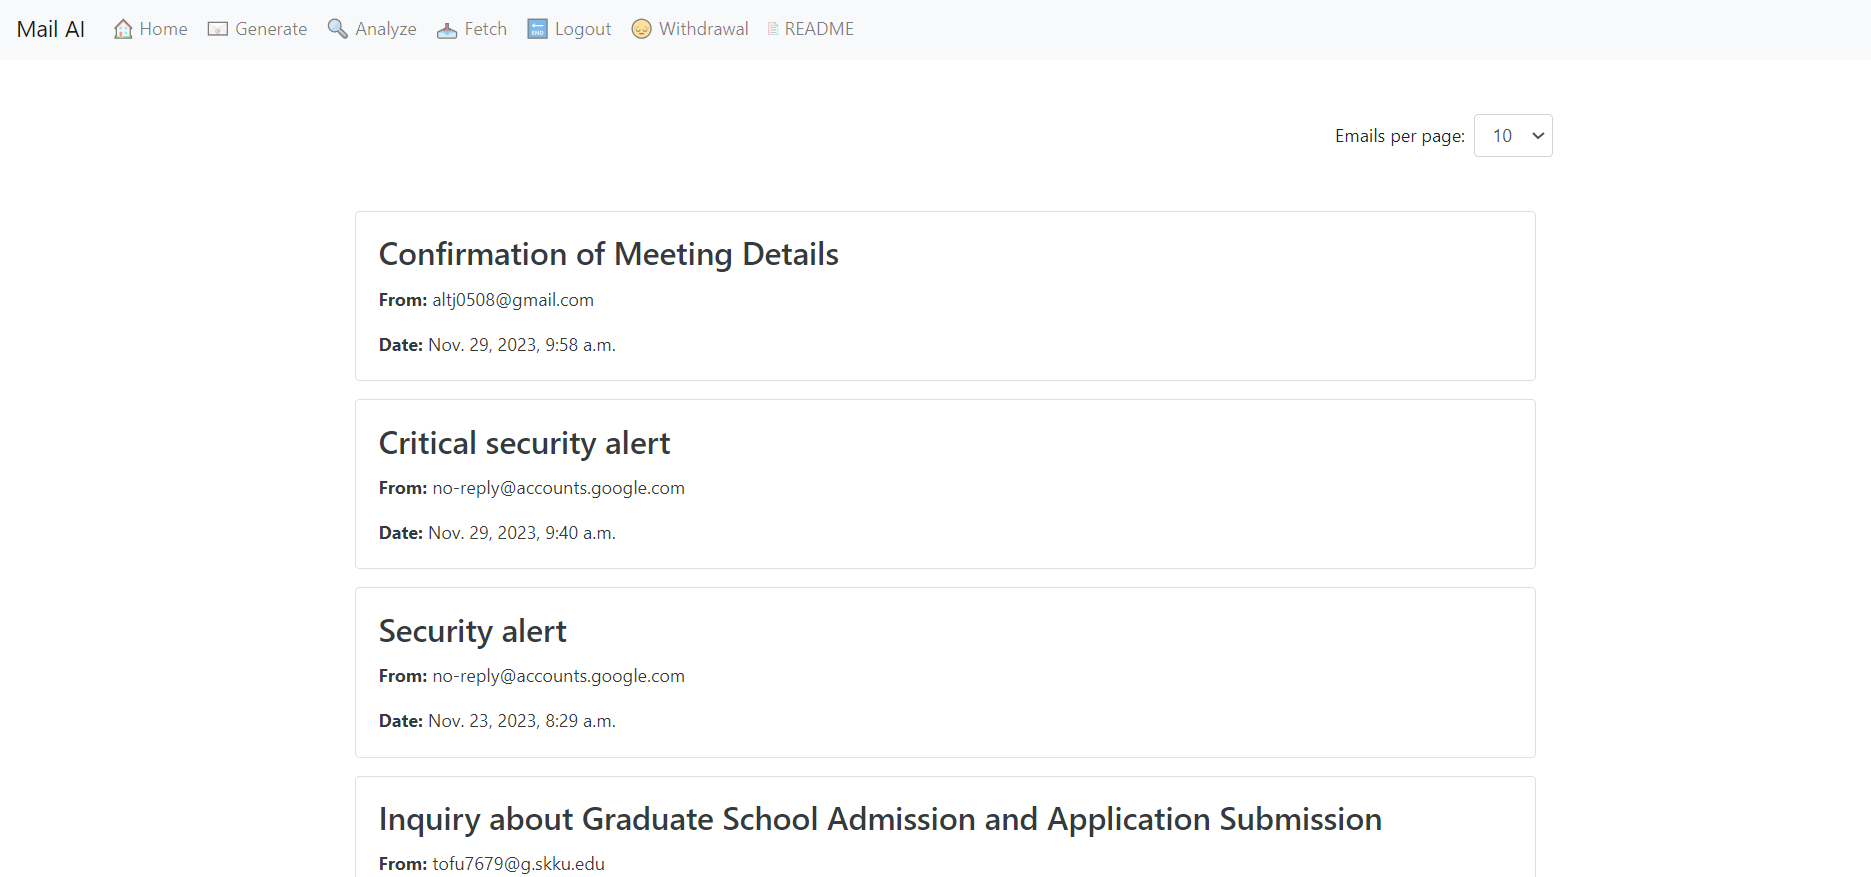 Mail AI Home Generate Analyze Fetch END Logout Withdrawal README
Emails per page: 10
Confirmation of Meeting Details
From: altj0508@gmail.com
Date: Nov. 29, 2023, 9:58 a.m.
Critical security alert
From: no-reply@accounts.google.com
Date: Nov. 29, 2023, 9:40 a.m.
Security alert
From: no-reply@accounts.google.com
Date: Nov. 23, 2023, 8:29 a.m.
Inquiry about Graduate School Admission and Application Submission
From: tofu7679@g.skku.edu